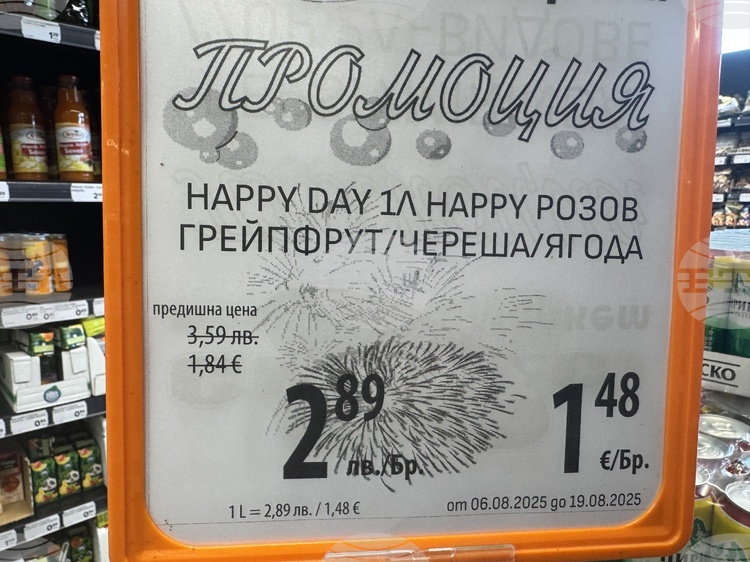 ПРОМОЦИЯ
HAPPY DAY 1Л HAPPY РОЗОВ
ГРЕЙПФРУТ/ЧЕРЕША/ЯГОДА
предишна цена
3,59 лв.
1,84 €
2 89 лв./Бр.
1 48 €/Бр.
1 L = 2,89 лв. / 1,48 €
от 06.08.2025 до 19.08.2025